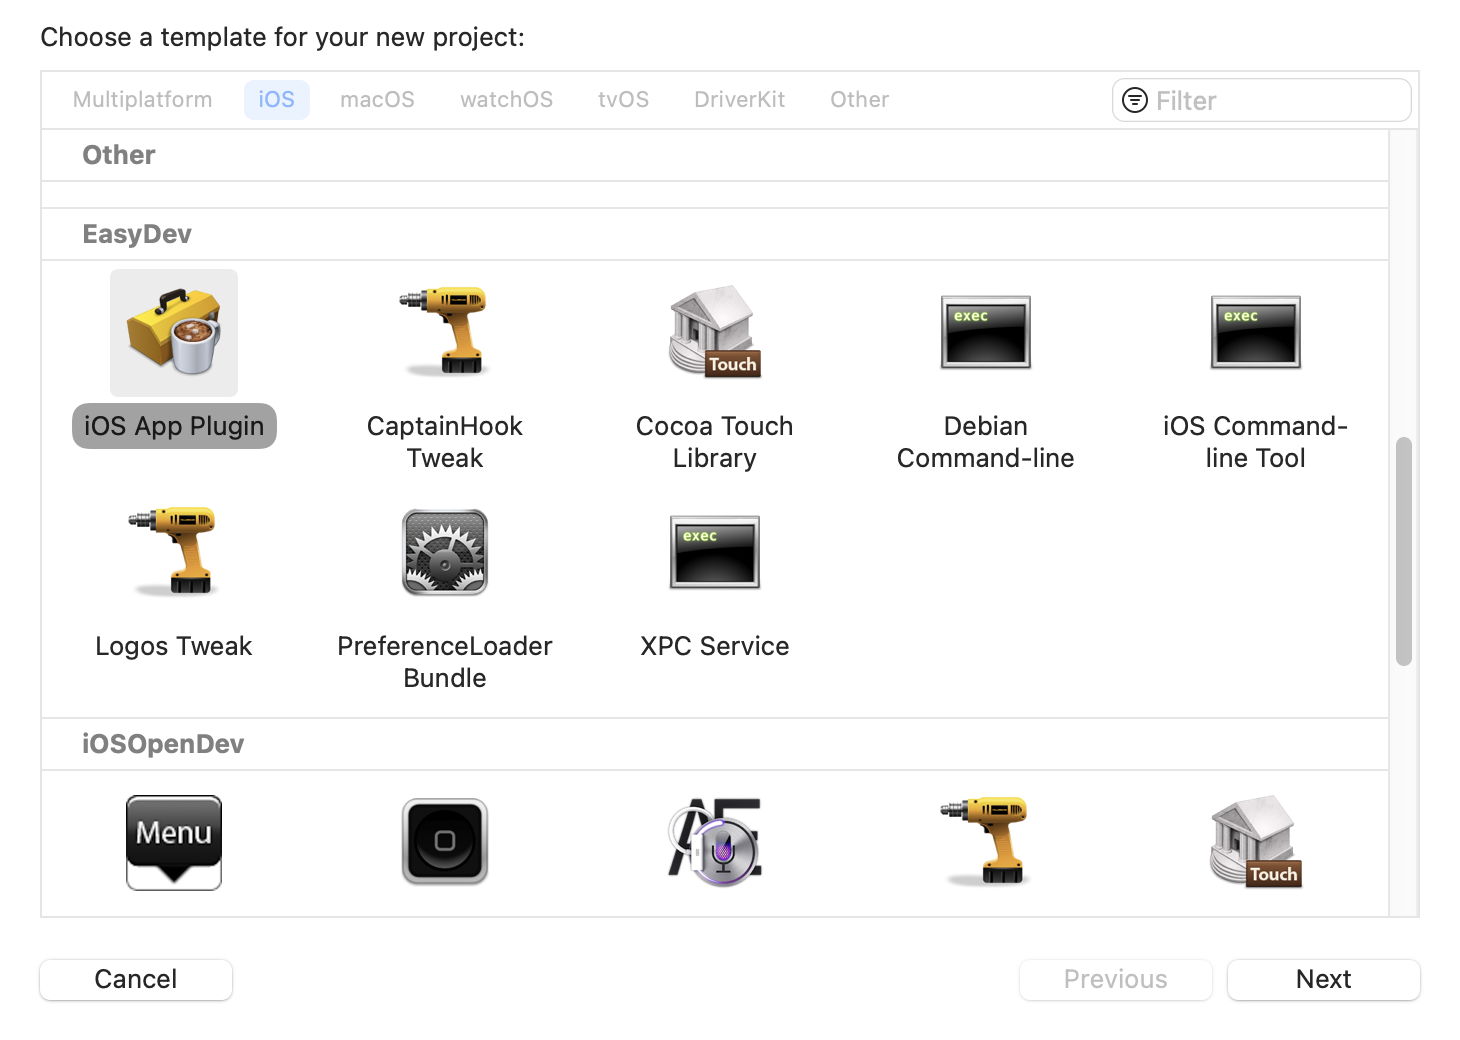 Choose a template for your new project:
Multiplatform iOS macOS watchOS tvOS DriverKit Other Filter
Other
EasyDev
exec exec
Touch
iOS App Plugin CaptainHook Cocoa Touch Debian iOS Command-
Tweak Library Command-line line Tool
exec
Logos Tweak PreferenceLoader XPC Service
Bundle
iOSOpenDev
Menu AE
Touch
Cancel Previous Next